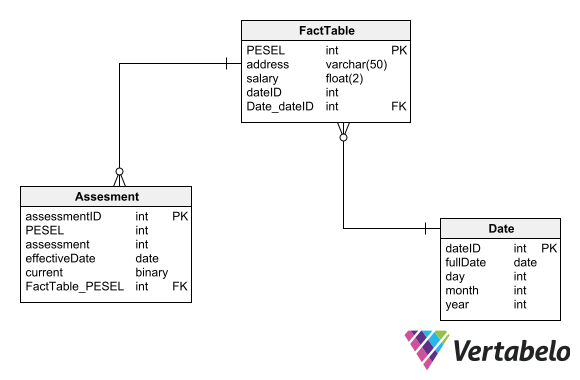 FactTable
PESEL int PK
address varchar(50)
salary float(2)
dateID int
Date_dateID int FK
Assesment
assessmentID int PK
PESEL int
assessment int
effectiveDate date
current binary
FactTable_PESEL int FK
Date
dateID int PK
fullDate date
day int
month int
year int
Vertabelo